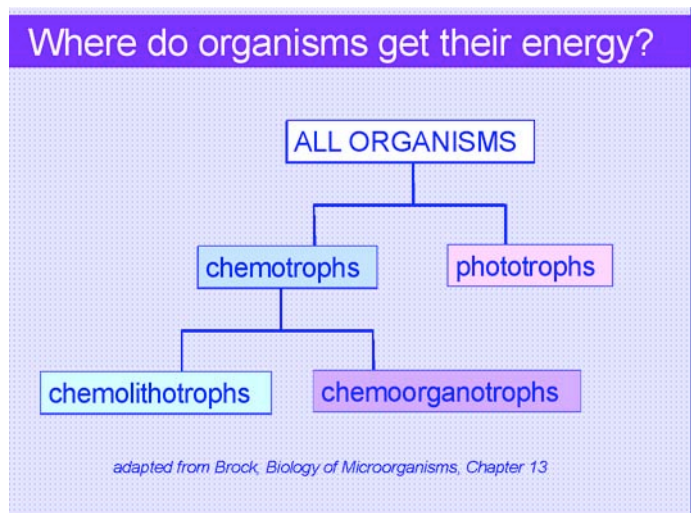 Where do organisms get their energy?
ALL ORGANISMS
chemotrophs
phototrophs
chemolithotrophs
chemoorganotrophs
adapted from Brock, Biology of Microorganisms, Chapter 13